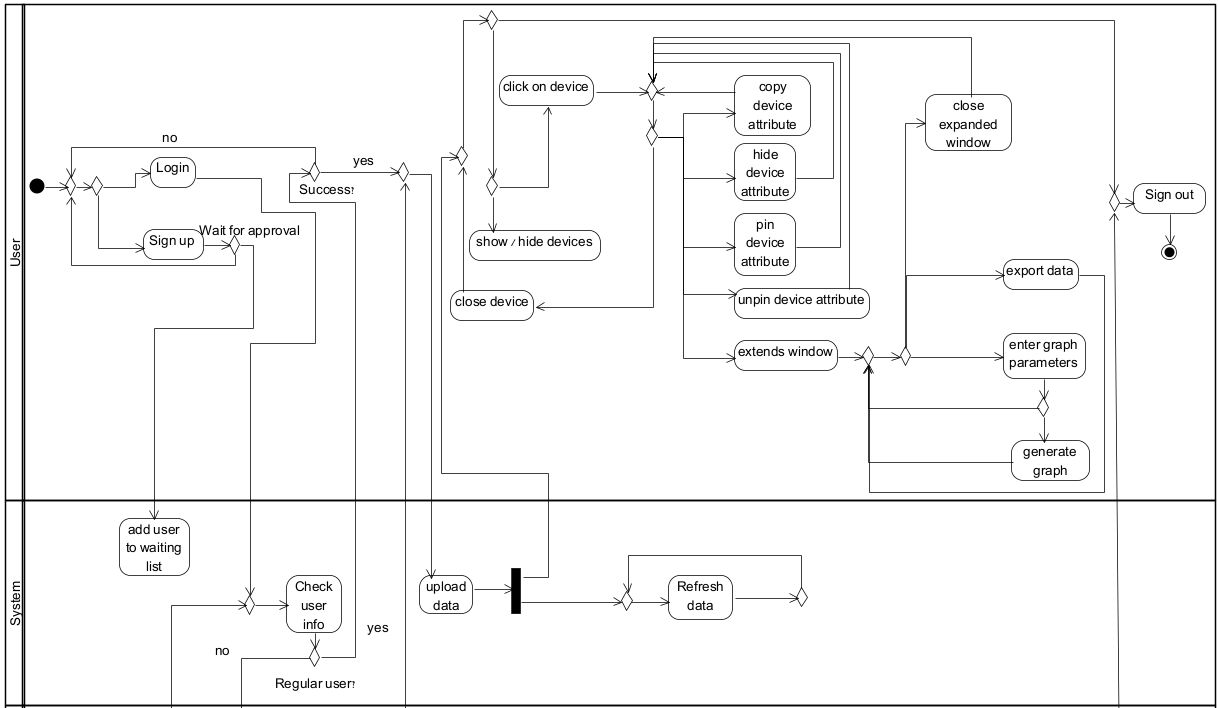 User
no
Login
yes
Success?
Sign up
Wait for approval
click on device
show / hide devices
close device
copy
device
attribute
hide
device
attribute
pin
device
attribute
unpin device attribute
extends window
close
expanded
window
Sign out
export data
enter graph
parameters
generate
graph
System
add user
to waiting
list
Check
user
info
yes
no
Regular user?
upload
data
Refresh
data